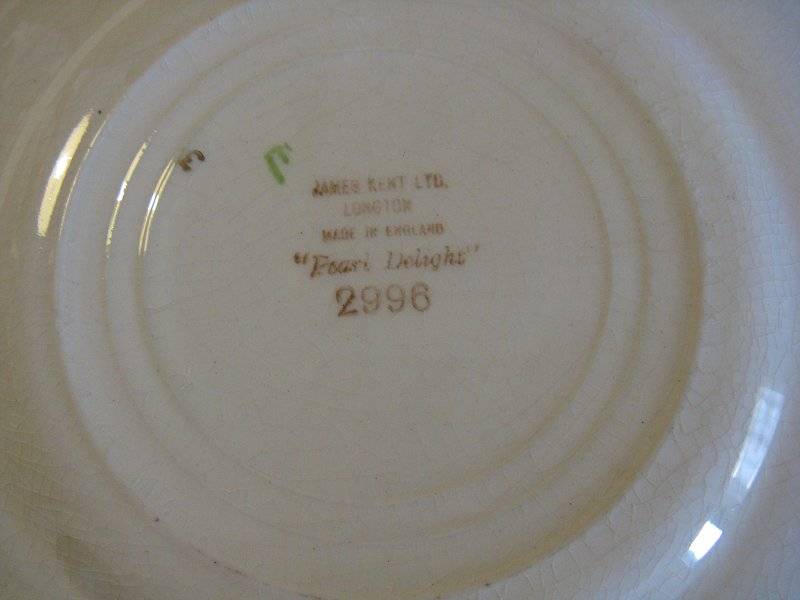 JAMES KENT LTD.
LONGTON
MADE IN ENGLAND
"Pearl Delight"
2996